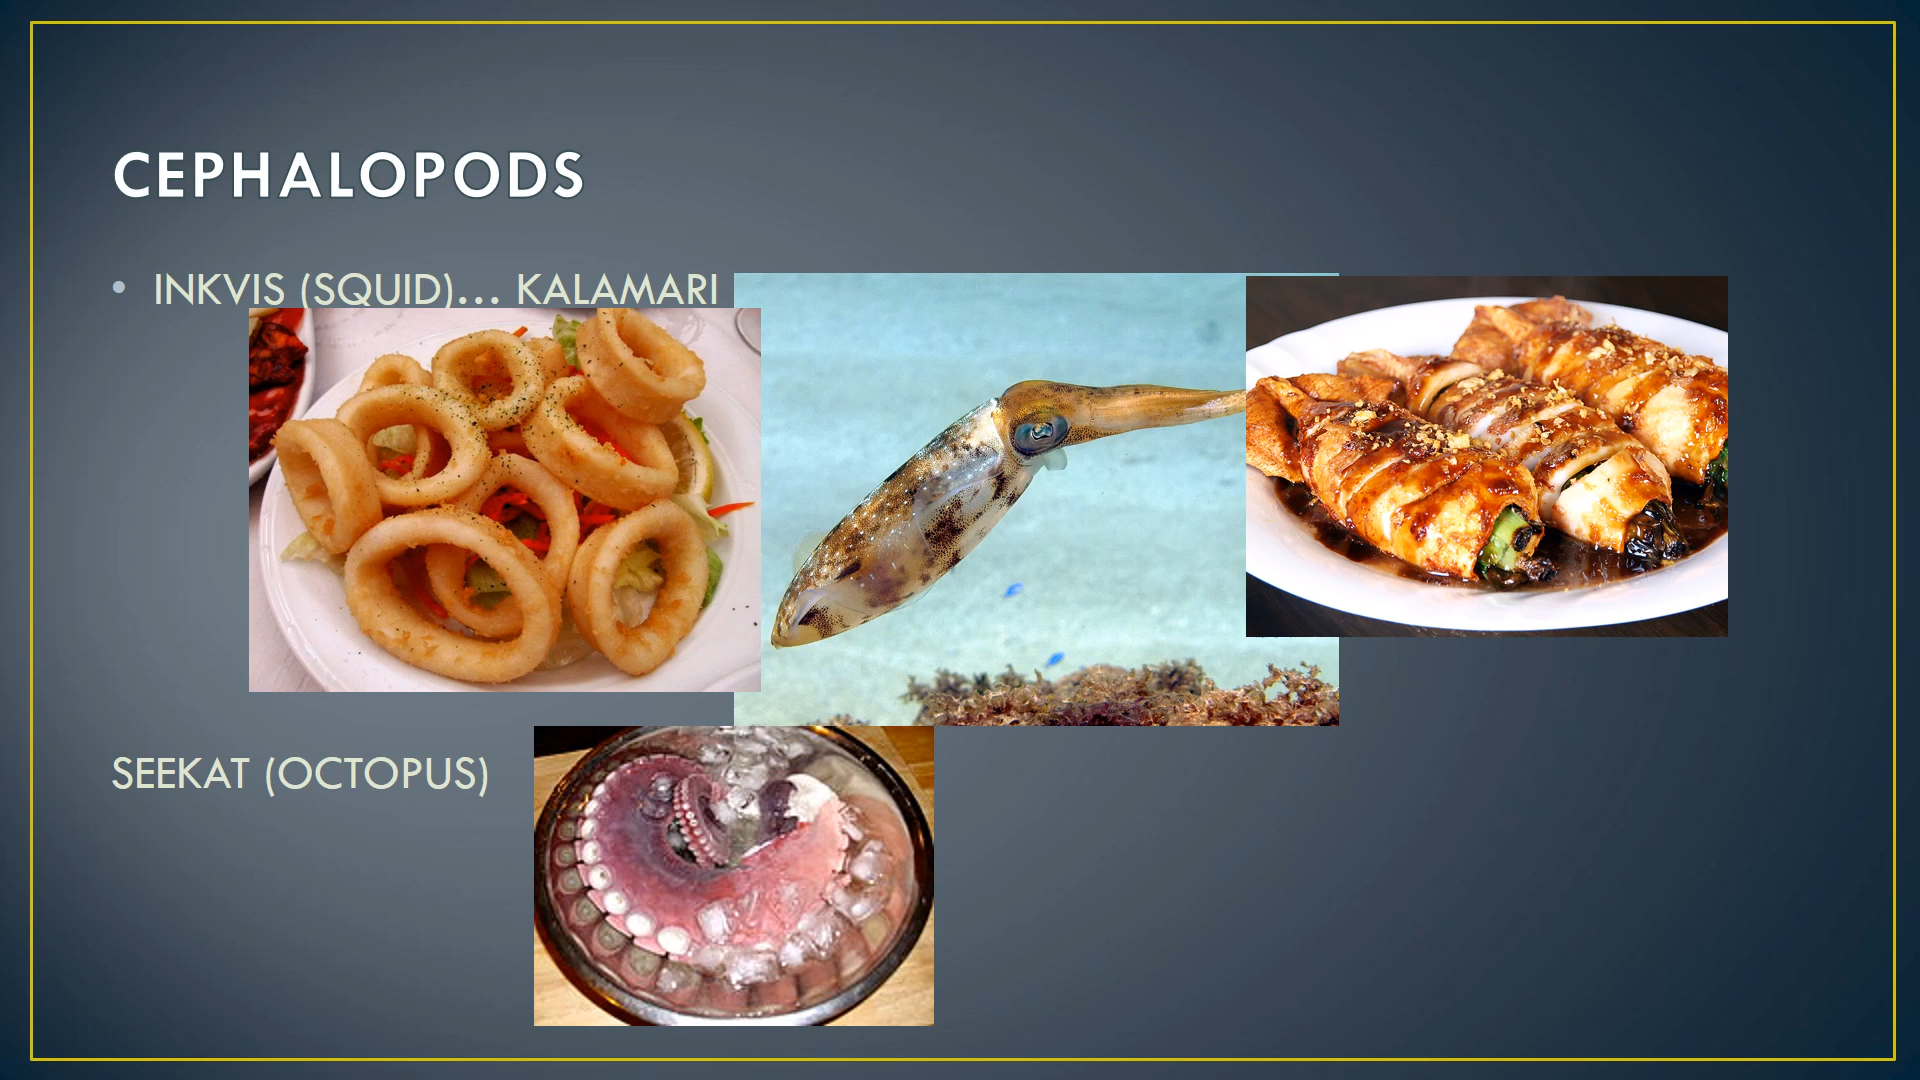 CEPHALOPODS
• INKVIS (SQUID)... KALAMARI
SEEKAT (OCTOPUS)